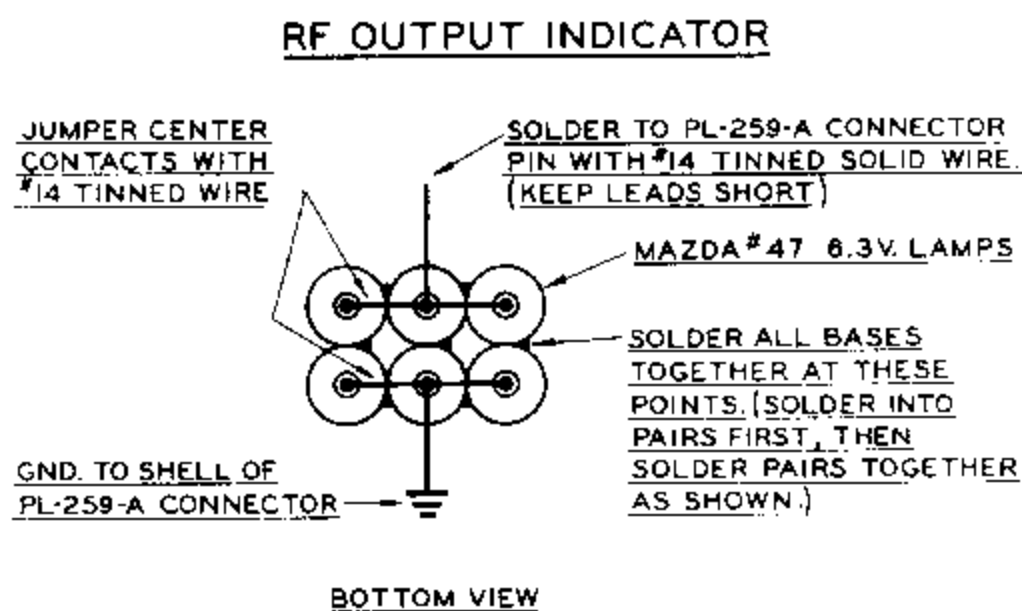 RF OUTPUT INDICATOR
JUMPER CENTER
CONTACTS WITH
#14 TINNED WIRE
SOLDER TO PL-259-A CONNECTOR
PIN WITH #14 TINNED SOLID WIRE.
(KEEP LEADS SHORT)
MAZDA #47 6.3V. LAMPS
SOLDER ALL BASES
TOGETHER AT THESE
POINTS. (SOLDER INTO
PAIRS FIRST, THEN
SOLDER PAIRS TOGETHER
AS SHOWN.)
GND. TO SHELL OF
PL-259-A CONNECTOR
BOTTOM VIEW